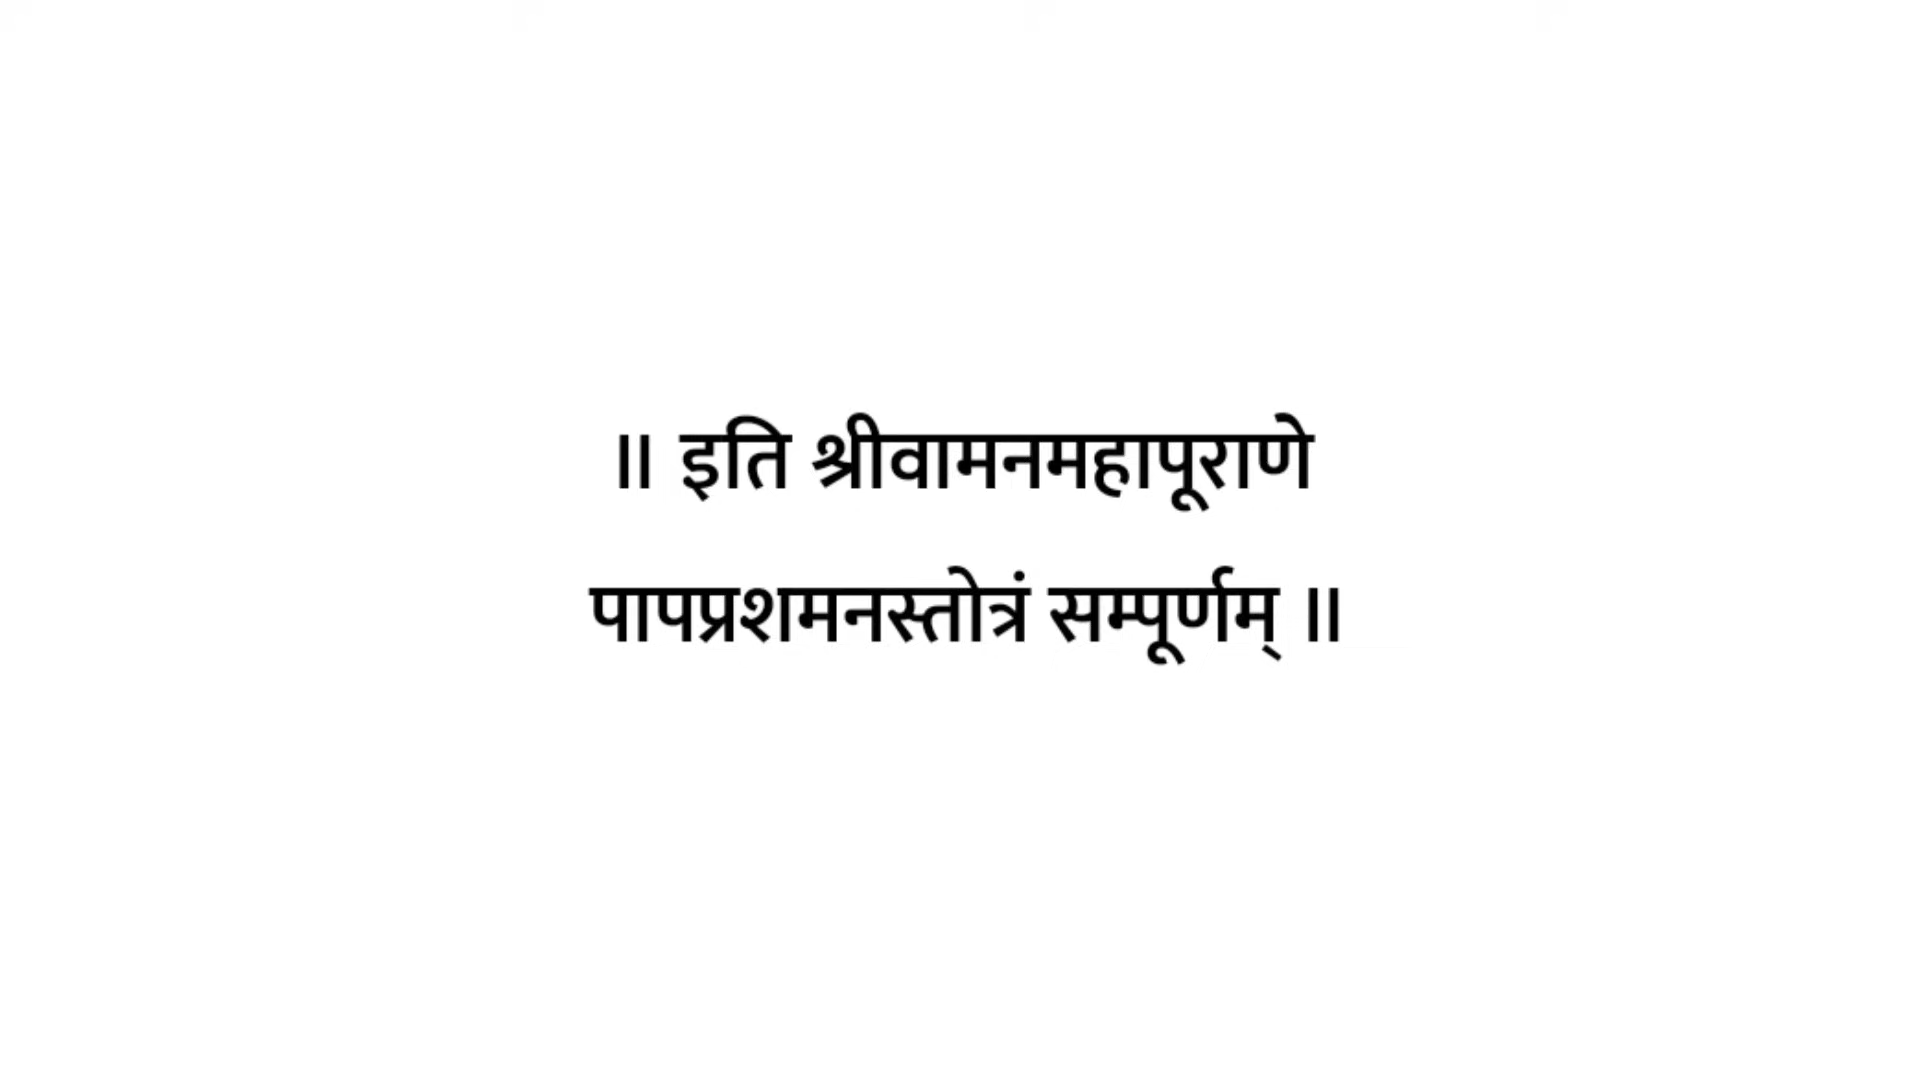 ॥ इति श्रीवामनमहापूराणे
पापप्रशमनस्तोत्रं सम्पूर्णम् ॥